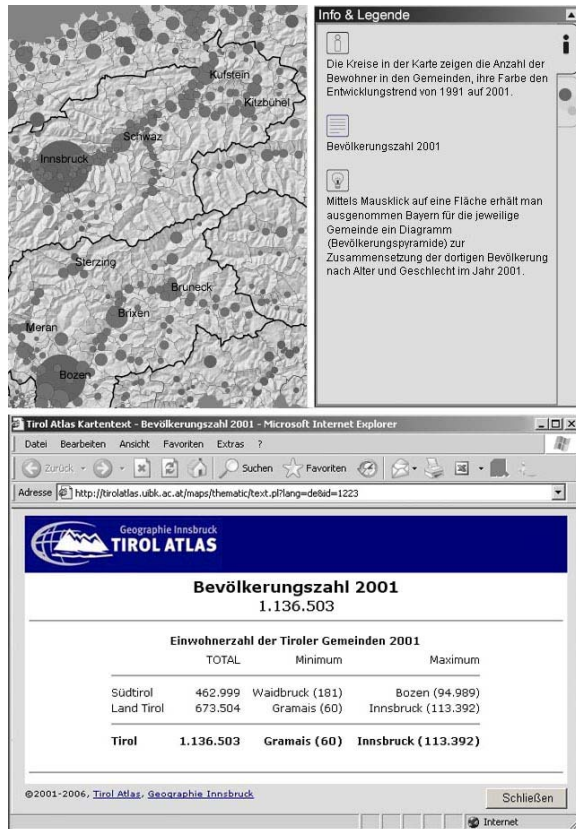 Kufstein
Kitzbühel
Schwaz
Innsbruck
Sterzing
Bruneck
Brixen
Meran
Bozen
Info & Legende
Die Kreise in der Karte zeigen die Anzahl der
Bewohner in den Gemeinden, ihre Farbe den
Entwicklungstrend von 1991 auf 2001.
Bevölkerungszahl 2001
Mittels Mausklick auf eine Fläche erhält man
ausgenommen Bayern für die jeweilige
Gemeinde ein Diagramm
(Bevölkerungspyramide) zur
Zusammensetzung der dortigen Bevölkerung
nach Alter und Geschlecht im Jahr 2001.
Tirol Atlas Kartentext - Bevölkerungszahl 2001 - Microsoft Internet Explorer
Datei Bearbeiten Ansicht Favoriten Extras ?
Zurück Suchen Favoriten
Adresse http://tirolatlas.uibk.ac.at/maps/thematic/text.pl?lang=de&id=1223
Geographie Innsbruck
TIROL ATLAS
Bevölkerungszahl 2001
1.136.503
Einwohnerzahl der Tiroler Gemeinden 2001
TOTAL Minimum Maximum
Südtirol 462.999 Waidbruck (181) Bozen (94.989)
Land Tirol 673.504 Gramais (60) Innsbruck (113.392)
Tirol 1.136.503 Gramais (60) Innsbruck (113.392)
©2001-2006, Tirol Atlas, Geographie Innsbruck
Schließen
Internet